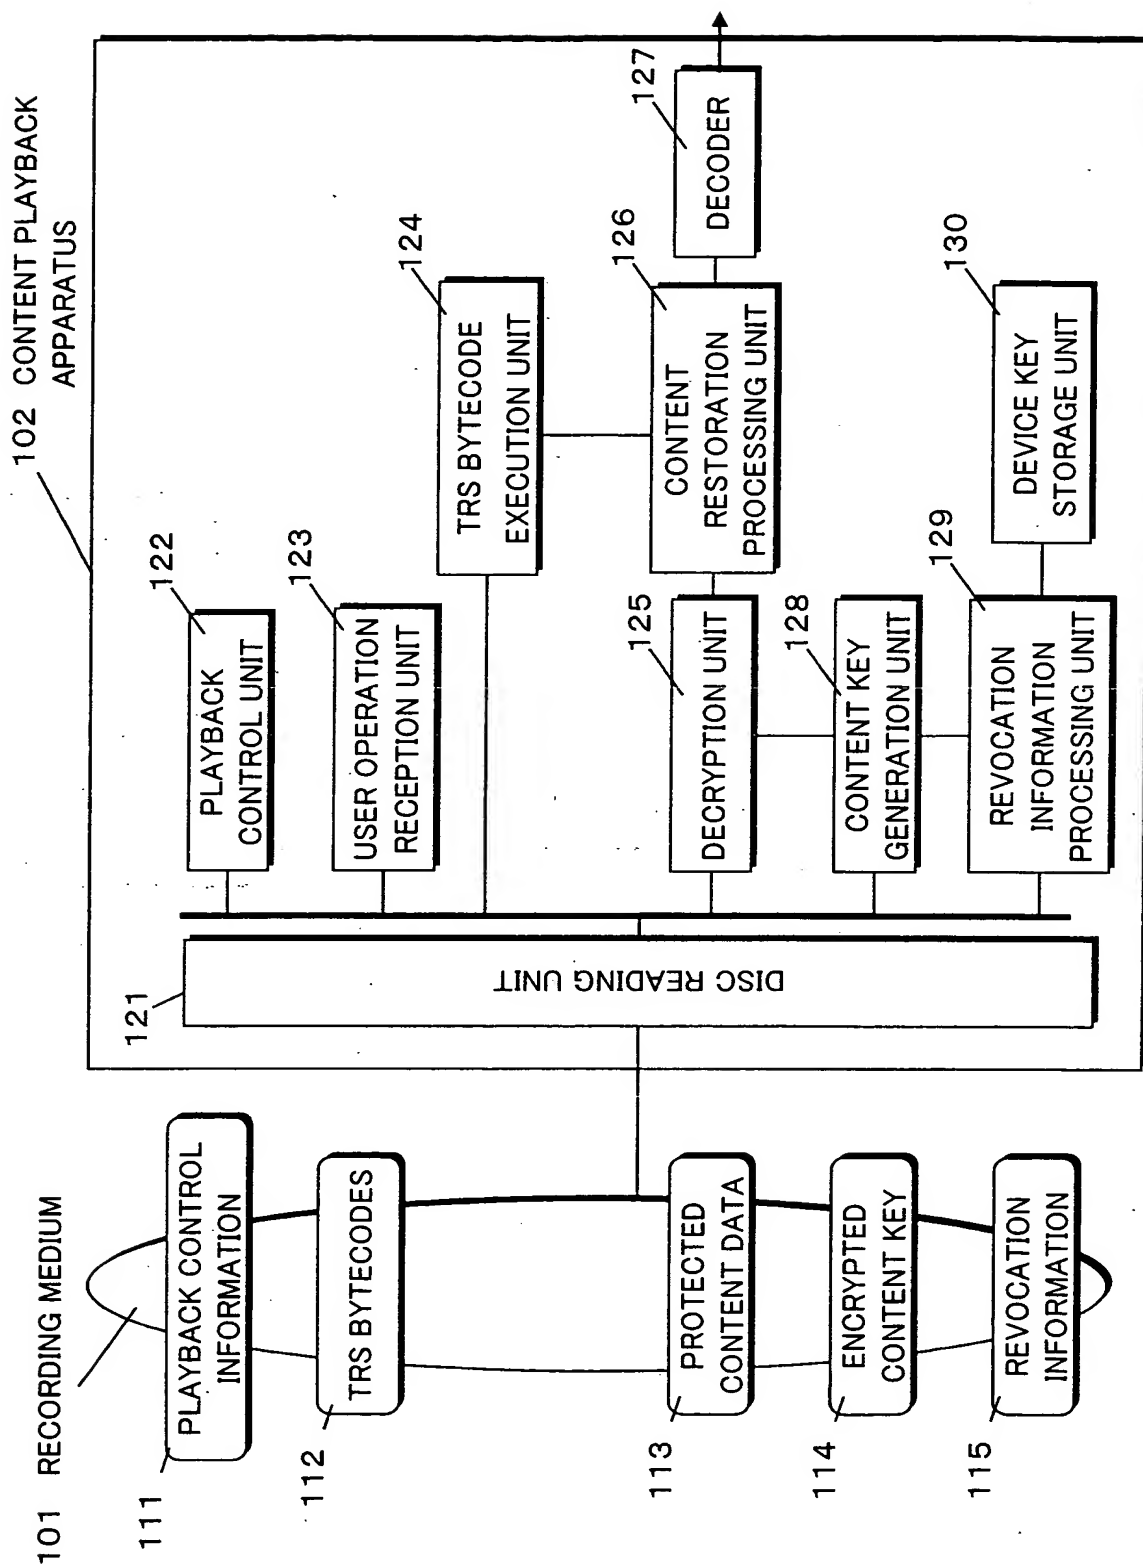 101 RECORDING MEDIUM
111
PLAYBACK CONTROL
INFORMATION
112
TRS BYTECODES
113
PROTECTED
CONTENT DATA
114
ENCRYPTED
CONTENT KEY
115
REVOCATION
INFORMATION
102 CONTENT PLAYBACK
APPARATUS
121
DISC READING UNIT
122
PLAYBACK
CONTROL UNIT
123
USER OPERATION
RECEPTION UNIT
124
TRS BYTECODE
EXECUTION UNIT
125
DECRYPTION UNIT
126
CONTENT
RESTORATION
PROCESSING UNIT
127
DECODER
128
CONTENT KEY
GENERATION UNIT
129
REVOCATION
INFORMATION
PROCESSING UNIT
130
DEVICE KEY
STORAGE UNIT